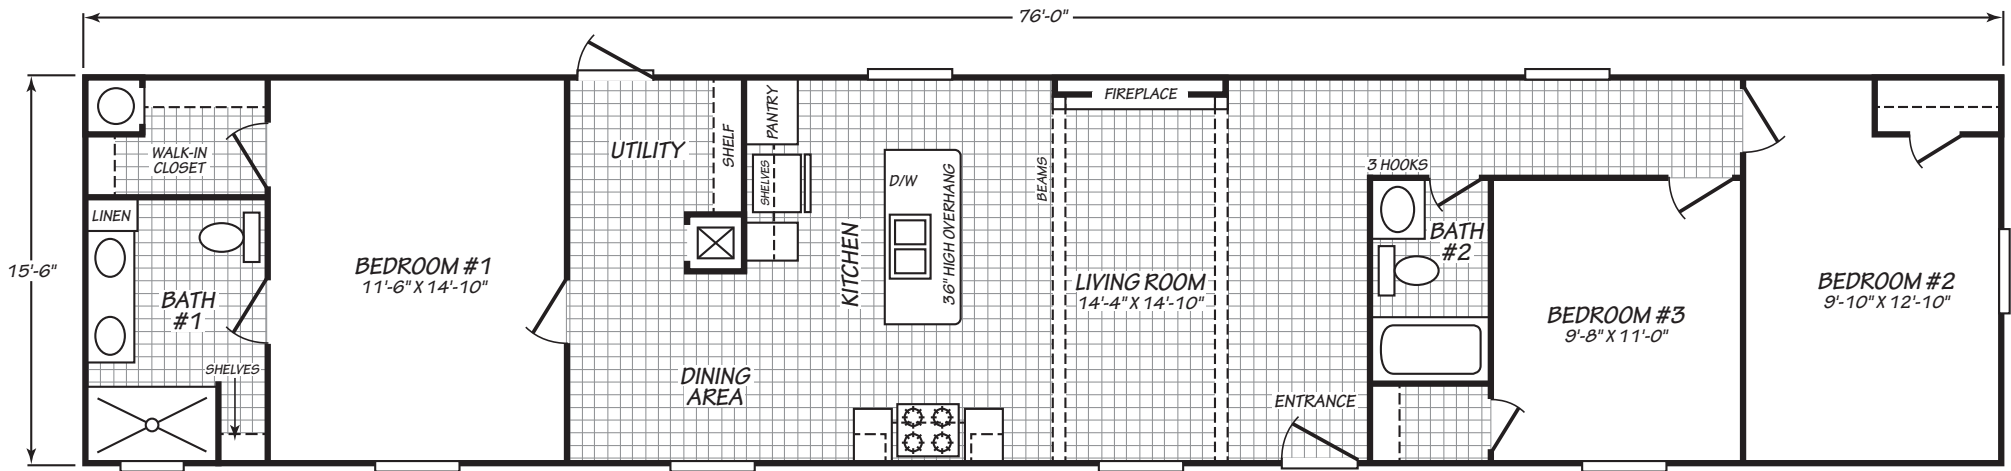 76'-0"
15'-6"
WALK-IN
CLOSET
LINEN
BATH
#1
SHELVES
BEDROOM #1
11'-6" X 14'-10"
UTILITY
SHELF
PANTRY
SHELVES
KITCHEN
D/W
36" HIGH OVERHANG
DINING
AREA
BEAMS
FIREPLACE
LIVING ROOM
14'-4" X 14'-10"
ENTRANCE
3 HOOKS
BATH
#2
BEDROOM #3
9'-8" X 11'-0"
BEDROOM #2
9'-10" X 12'-10"